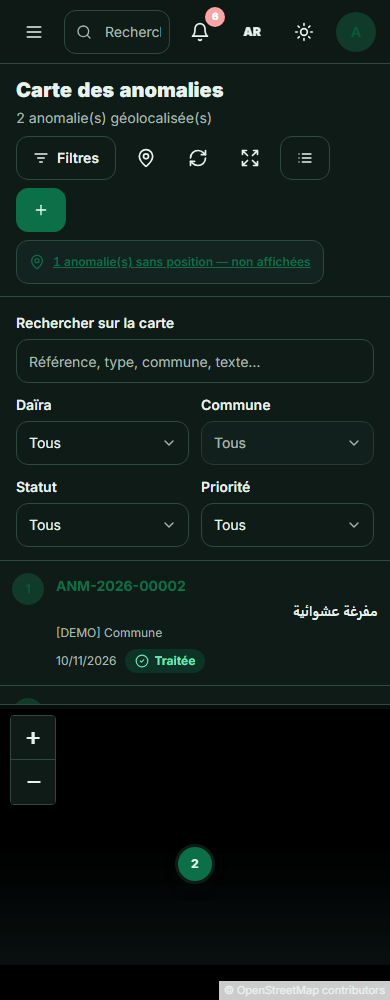 Recherc
6
AR
A
Carte des anomalies
2 anomalie(s) géolocalisée(s)
Filtres
+
1 anomalie(s) sans position — non affichées
Rechercher sur la carte
Référence, type, commune, texte...
Daïra
Commune
Tous
Tous
Statut
Priorité
Tous
Tous
1
ANM-2026-00002
مفرغة عشوائية
[DEMO] Commune
10/11/2026
Traitée
+
−
2
© OpenStreetMap contributors